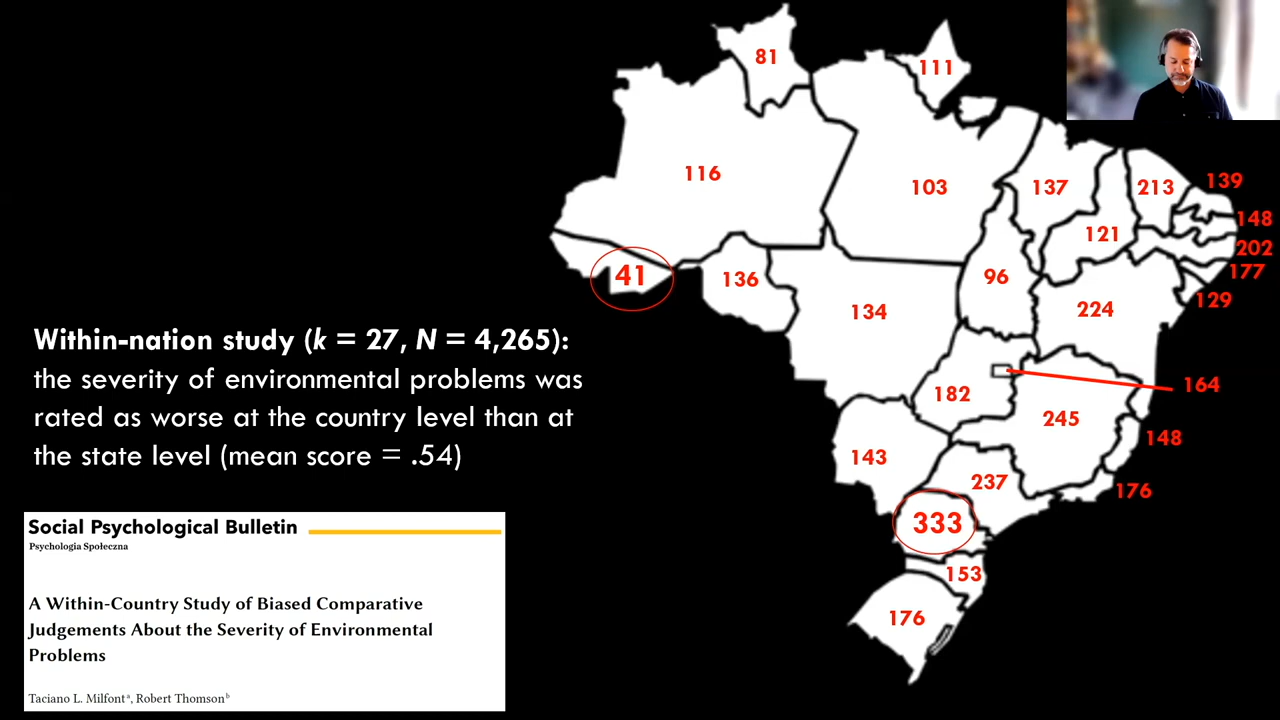 81
111
116
103
137
213
139
148
202
177
129
121
41
136
134
96
224
182
164
245
148
143
237
176
333
153
176
Within-nation study (k = 27, N = 4,265):
the severity of environmental problems was
rated as worse at the country level than at
the state level (mean score = .54)
Social Psychological Bulletin
Psychologia Społeczna
A Within-Country Study of Biased Comparative
Judgements About the Severity of Environmental
Problems
Taciano L. Milfontᵃ, Robert Thomsonᵇ